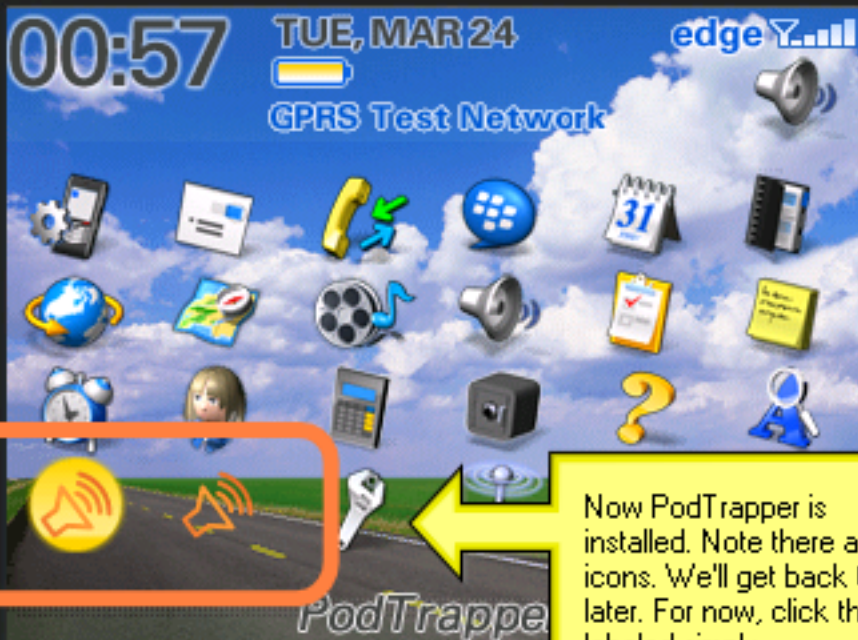 00:57
TUE, MAR 24
edge
GPRS Test Network
31
Now PodTrapper is
installed. Note there a
icons. We'll get back
later. For now, click th
PodTrappe